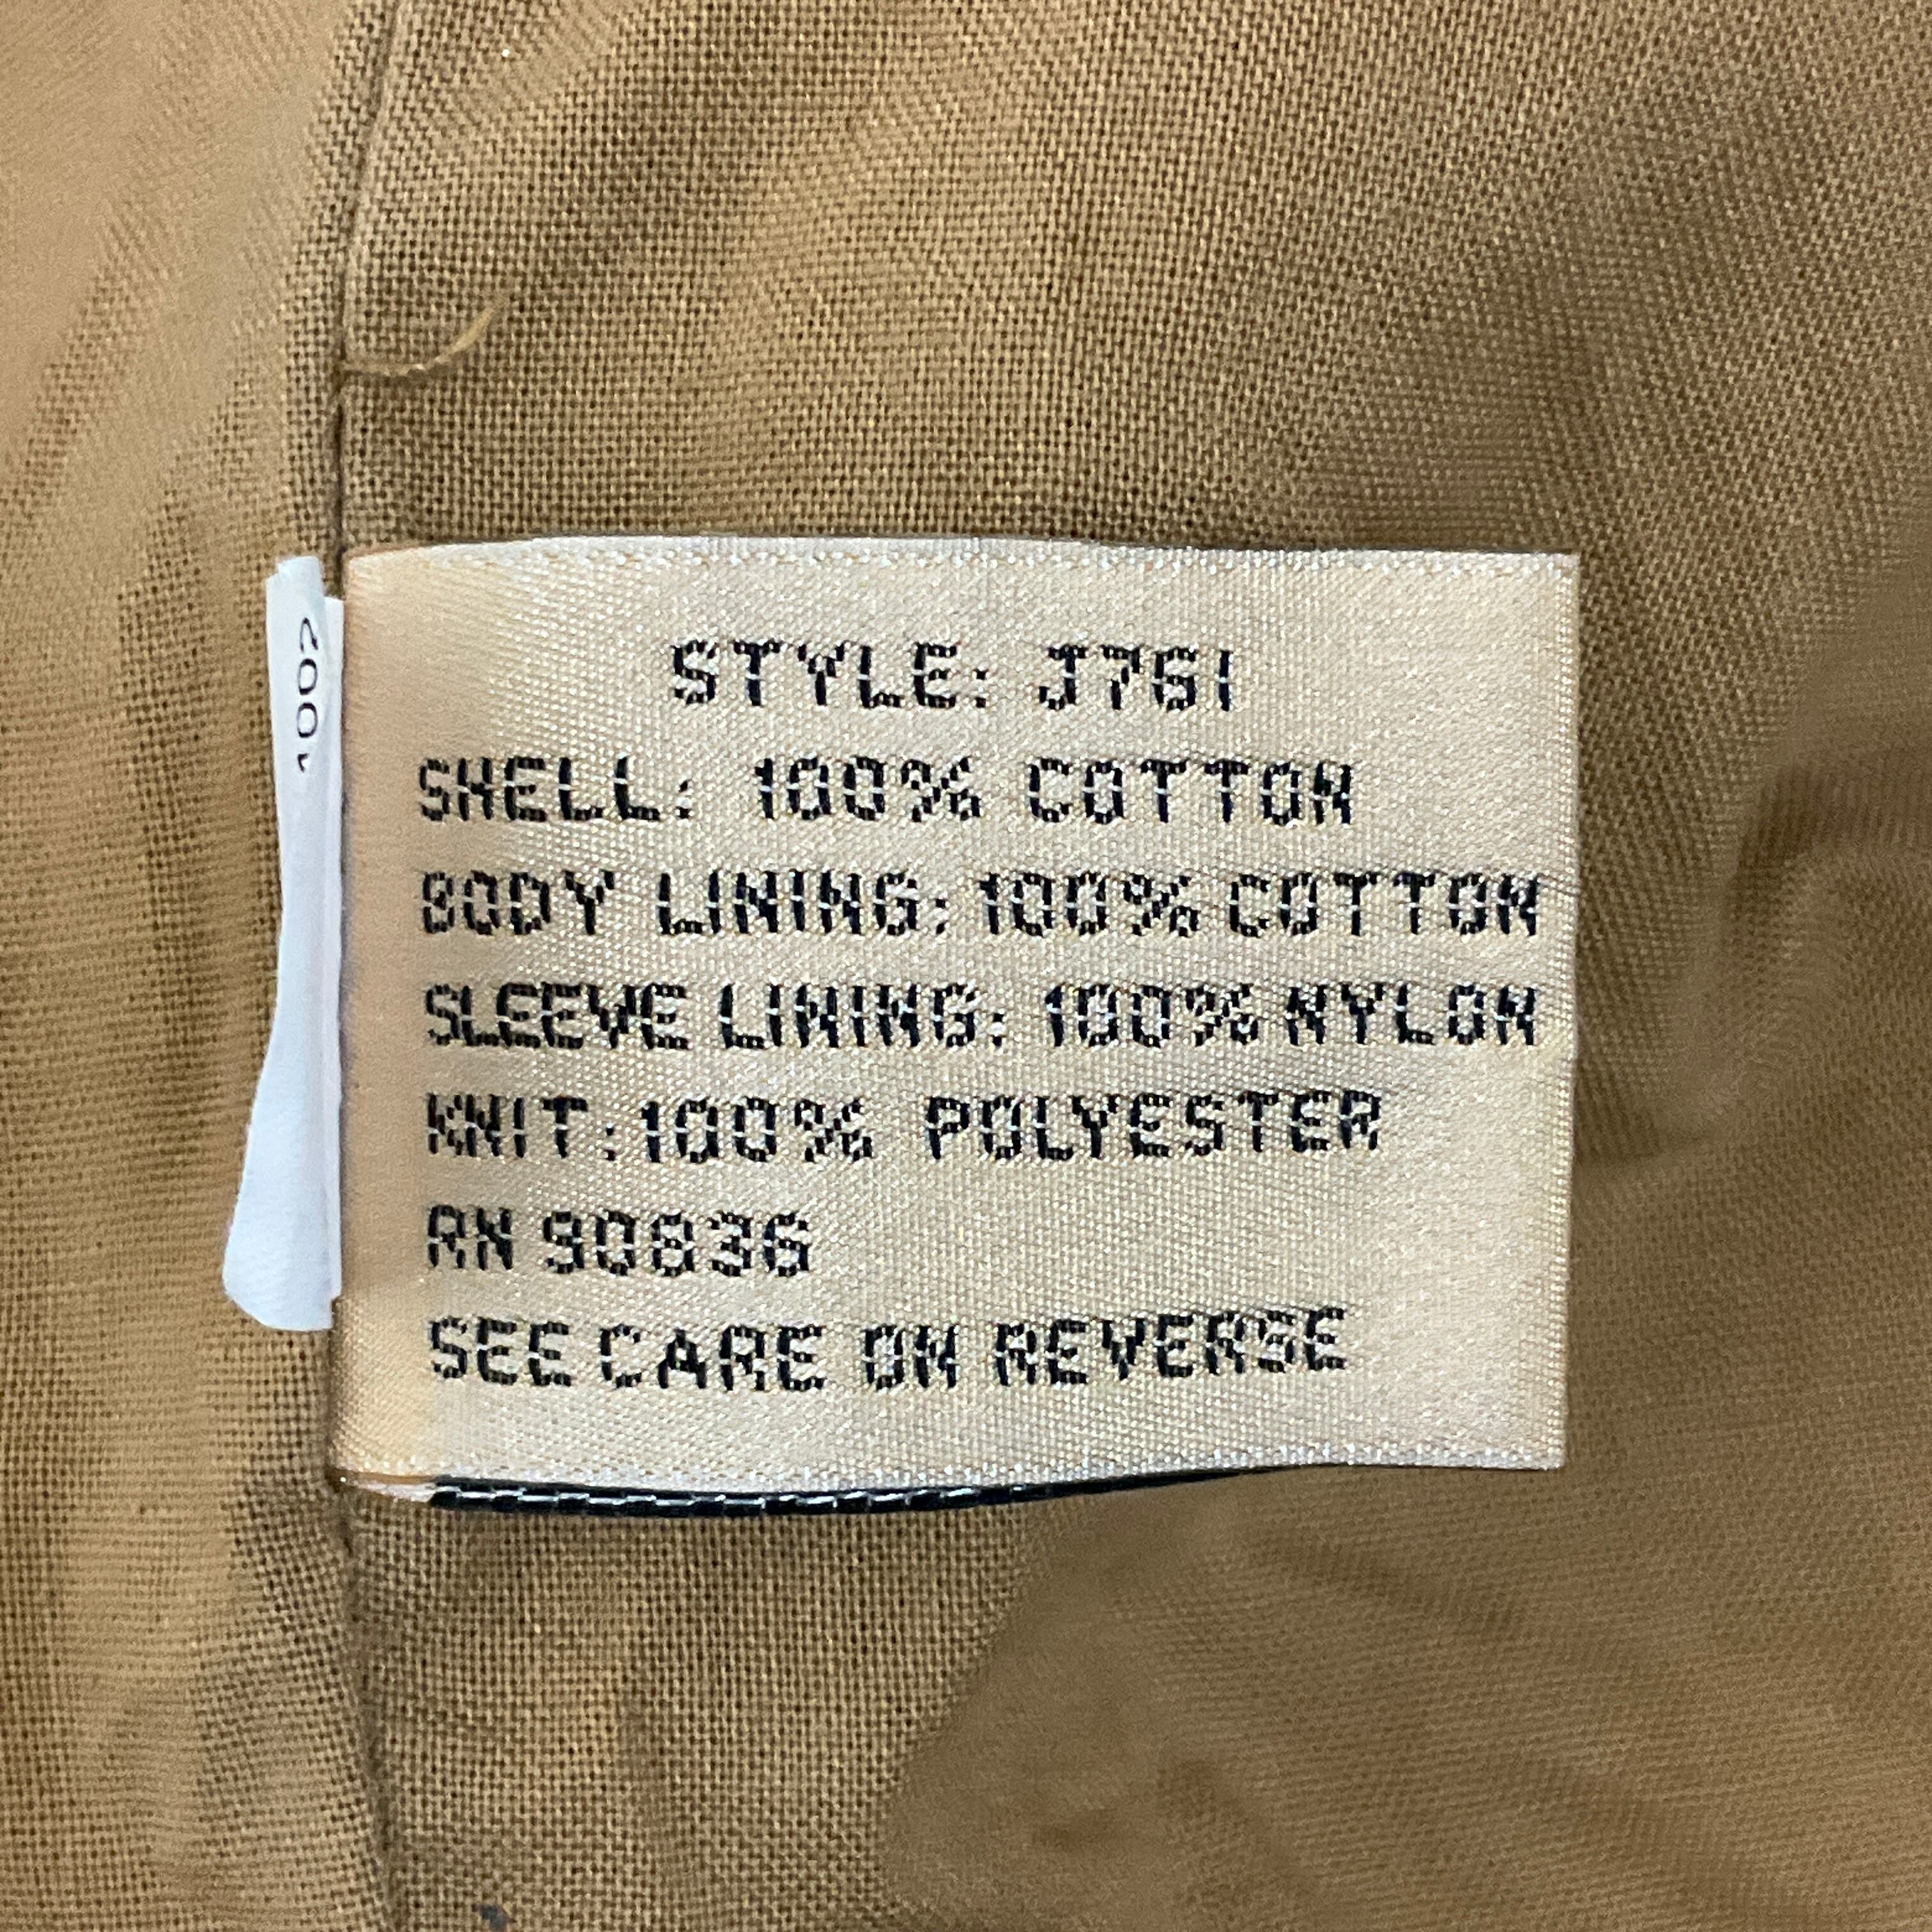 STYLE: J761
SHELL: 100% COTTON
BODY LINING: 100% COTTON
SLEEVE LINING: 100% NYLON
KNIT: 100% POLYESTER
RN 90836
SEE CARE ON REVERSE